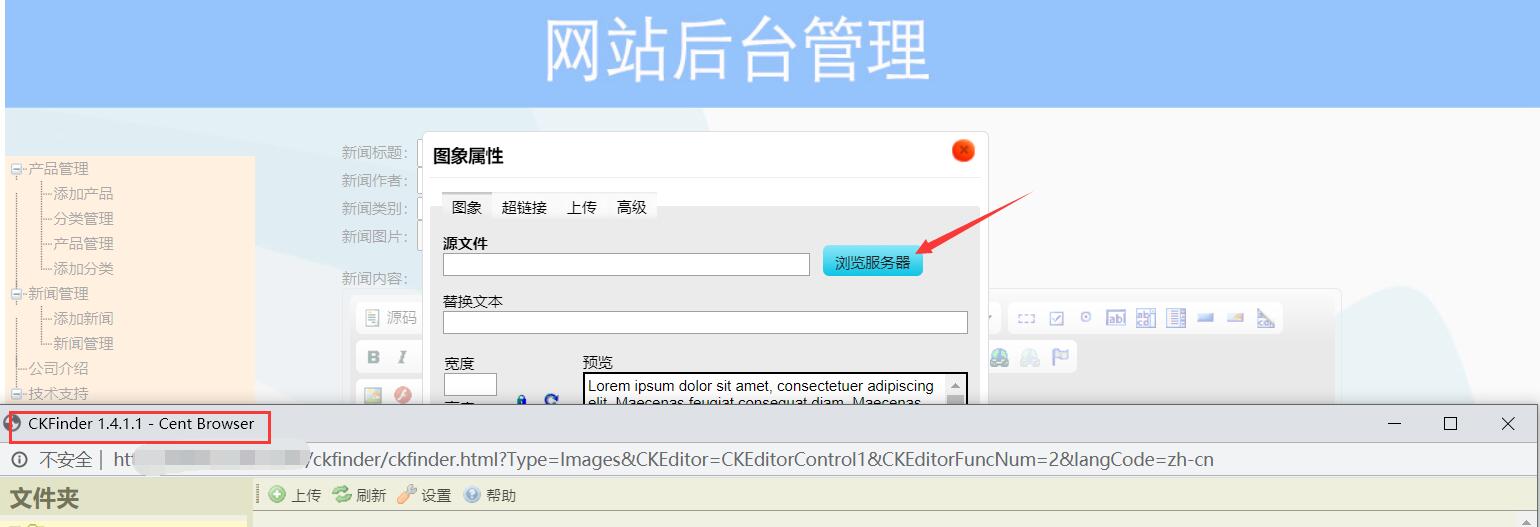 网站后台管理
产品管理
添加产品
分类管理
产品管理
添加分类
新闻管理
添加新闻
新闻管理
公司介绍
技术支持
新闻标题:
新闻作者:
新闻类别:
新闻图片:
新闻内容:
源码
B I
图象属性
图象 超链接 上传 高级
源文件
浏览服务器
替换文本
宽度
预览
Lorem ipsum dolor sit amet, consectetuer adipiscing
elit. Maecenas feugiat consequat diam. Maecenas
CKFinder 1.4.1.1 - Cent Browser
不安全 | ht /ckfinder/ckfinder.html?Type=Images&CKEditor=CKEditorControl1&CKEditorFuncNum=2&langCode=zh-cn
文件夹
上传 刷新 设置 帮助